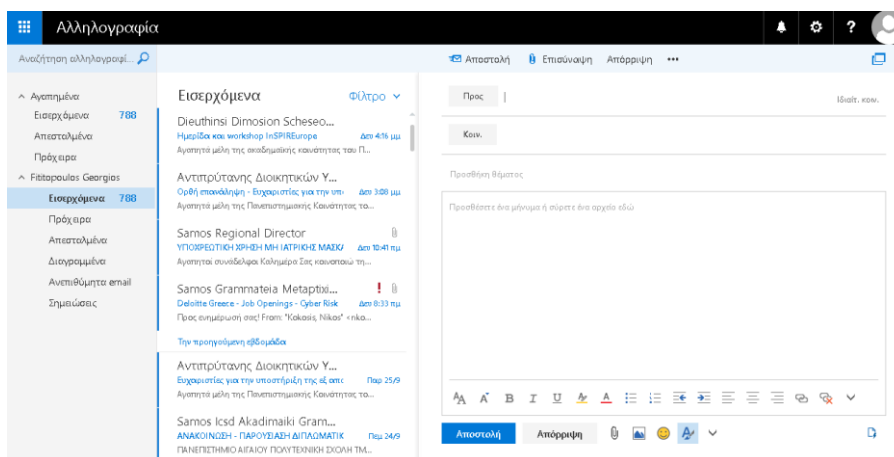 Αλληλογραφία
?
Αναζήτηση αλληλογραφί...
Αποστολή Επισύναψη Απόρριψη •••
Αγαπημένα
Εισερχόμενα 788
Απεσταλμένα
Πρόχειρα
Fititopoulos Georgios
Εισερχόμενα 788
Πρόχειρα
Απεσταλμένα
Διαγραμμένα
Ανεπιθύμητα email
Σημειώσεις
Εισερχόμενα Φίλτρο
Dieuthinsi Dimosion Scheseo...
Ημερίδα και workshop InSPIREurope Δευ 4:16 μμ
Αγαπητά μέλη της ακαδημαϊκής κοινότητας του Π...
Αντιπρύτανης Διοικητικών Υ...
Ορθή επανάληψη - Ευχαριστίες για την υπο Δευ 3:08 μμ
Αγαπητά μέλη της Πανεπιστημιακής Κοινότητας το...
Samos Regional Director
ΥΠΟΧΡΕΩΤΙΚΗ ΧΡΗΣΗ ΜΗ ΙΑΤΡΙΚΗΣ ΜΑΣΚΑ Δευ 10:41 πμ
Αγαπητοί συνάδελφοι Καλημέρα Σας κοινοποιώ τη...
Samos Grammateia Metaptixi...
Deloitte Greece - Job Openings - Cyber Risk Δευ 8:33 πμ
Προς ενημέρωσή σας! From: "Kokosis, Nikos" <nko...
Την προηγούμενη εβδομάδα
Αντιπρύτανης Διοικητικών Υ...
Ευχαριστίες για την υποστήριξη της εξ απο Παρ 25/9
Αγαπητά μέλη της Πανεπιστημιακής Κοινότητας το...
Samos Icsd Akadimaiki Gram...
ΑΝΑΚΟΙΝΩΣΗ - ΠΑΡΟΥΣΙΑΣΗ ΔΙΠΛΩΜΑΤΙΚ Πεμ 24/9
ΠΑΝΕΠΙΣΤΗΜΙΟ ΑΙΓΑΙΟΥ ΠΟΛΥΤΕΧΝΙΚΗ ΣΧΟΛΗ ΤΜ...
Προς Ιδιαίτ. κοιν.
Κοιν.
Προσθήκη θέματος
Προσθέσετε ένα μήνυμα ή σύρετε ένα αρχείο εδώ
Αποστολή Απόρριψη